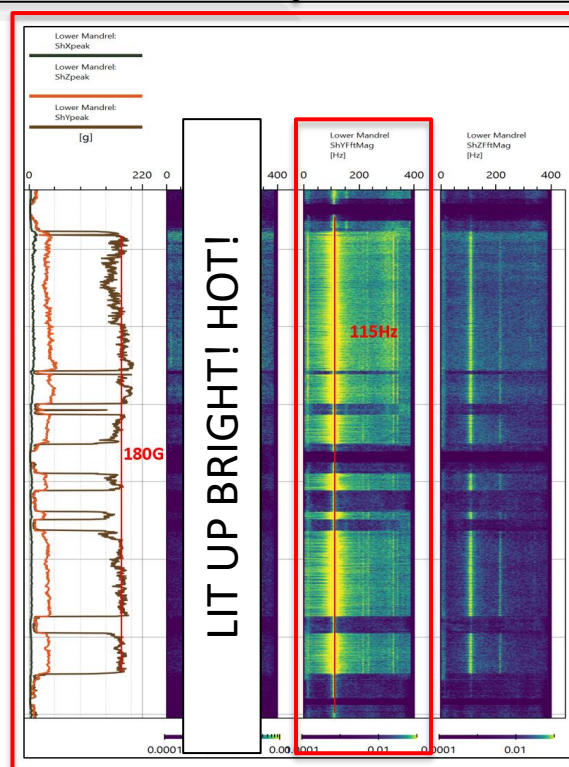 Lower Mandrel:
ShXpeak
Lower Mandrel:
ShZpeak
Lower Mandrel:
ShYpeak
[g]
0 220
0 400
LIT UP BRIGHT! HOT!
Lower Mandrel
ShYFftMag
[Hz]
0 200 400
Lower Mandrel
ShZFftMag
[Hz]
0 200 400
115Hz
180G
0.0001
0.0001 0.01
0.0001 0.01